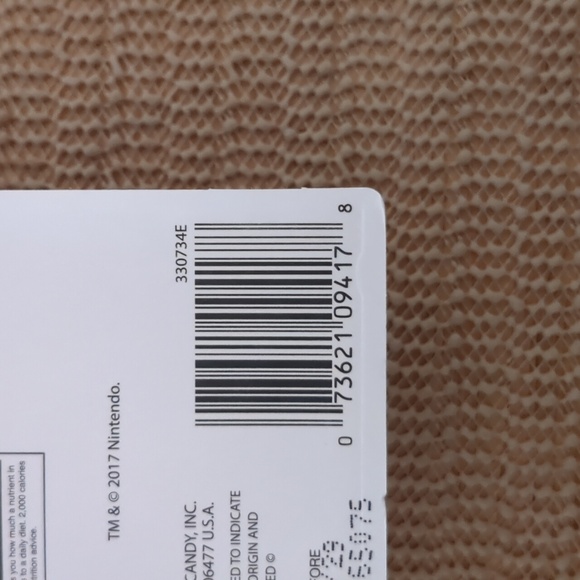 s you how much a nutrient in
to a daily diet. 2,000 calories
trition advice.
TM & © 2017 Nintendo.
330734E
0 73621 09417 8
CANDY, INC.
06477 U.S.A.
ED TO INDICATE
ORIGIN AND
ED ©